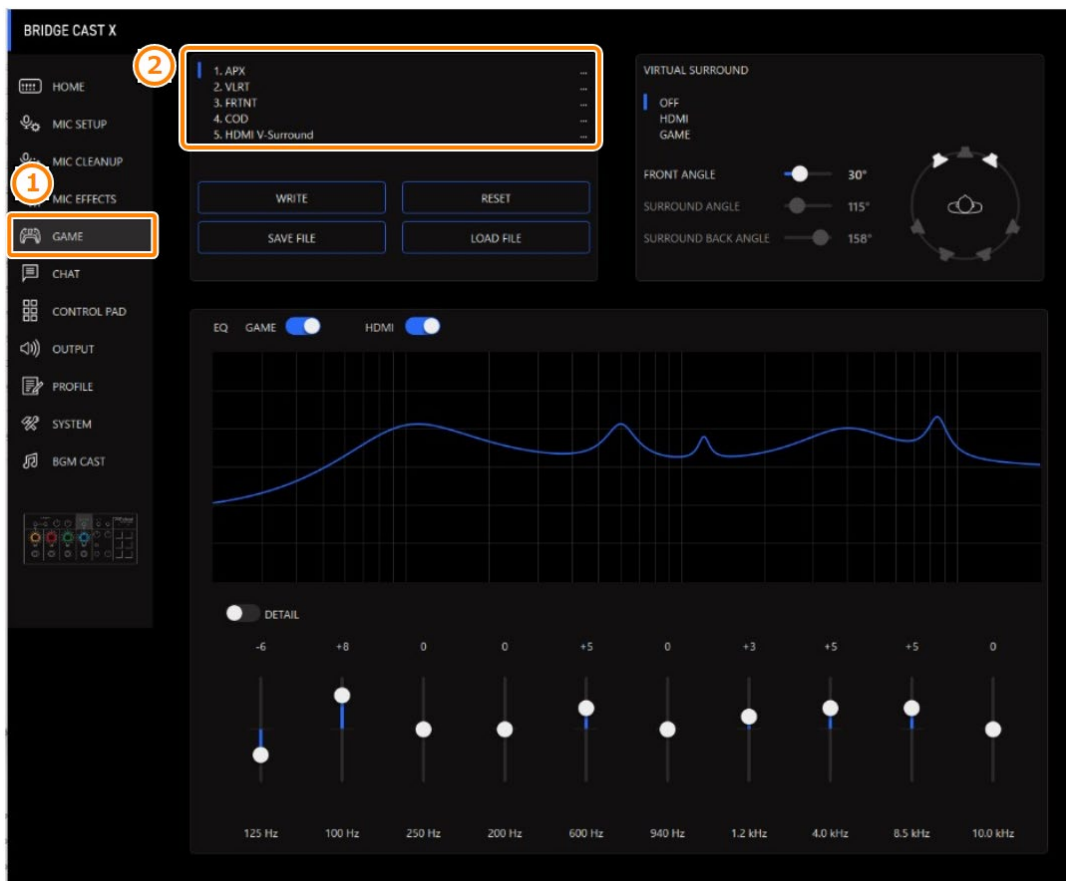 BRIDGE CAST X
HOME
MIC SETUP
MIC CLEANUP
1
MIC EFFECTS
GAME
CHAT
CONTROL PAD
OUTPUT
PROFILE
SYSTEM
BGM CAST
2
1. APX ...
2. VLRT ...
3. FRTNT ...
4. COD ...
5. HDMI V-Surround ...
WRITE RESET
SAVE FILE LOAD FILE
VIRTUAL SURROUND
OFF
HDMI
GAME
FRONT ANGLE 30°
SURROUND ANGLE 115°
SURROUND BACK ANGLE 158°
EQ GAME HDMI
DETAIL
-6 +8 0 0 +5 0 +3 +5 +5 0
125 Hz 100 Hz 250 Hz 200 Hz 600 Hz 940 Hz 1.2 kHz 4.0 kHz 8.5 kHz 10.0 kHz